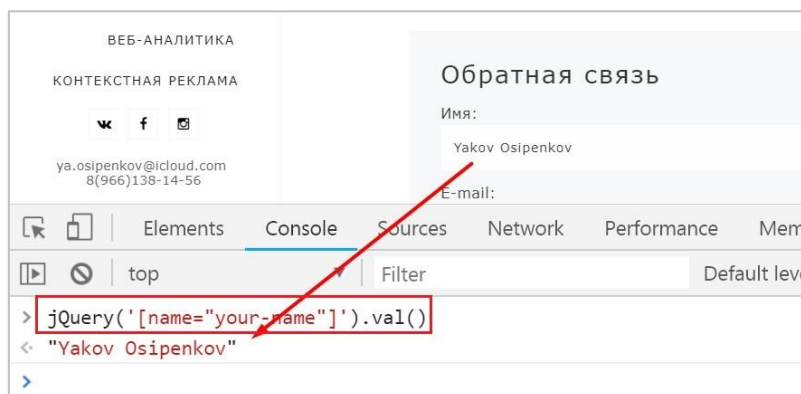 ВЕБ-АНАЛИТИКА
КОНТЕКСТНАЯ РЕКЛАМА
ya.osipenkov@icloud.com
8(966)138-14-56
Обратная связь
Имя:
Yakov Osipenkov
E-mail:
Elements Console Sources Network Performance Mem
top Filter Default leve
> jQuery('[name="your-name"]').val()
"Yakov Osipenkov"
>